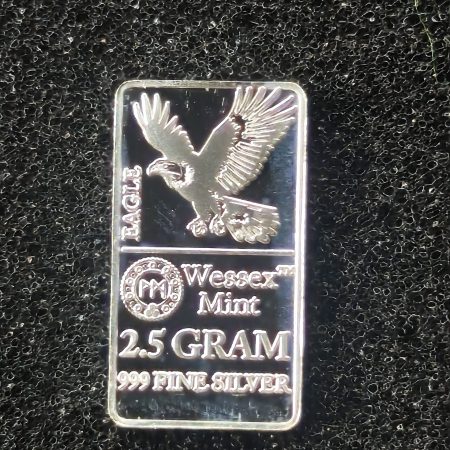 EAGLE
Wessex™
Mint
2.5 GRAM
999 FINE SILVER